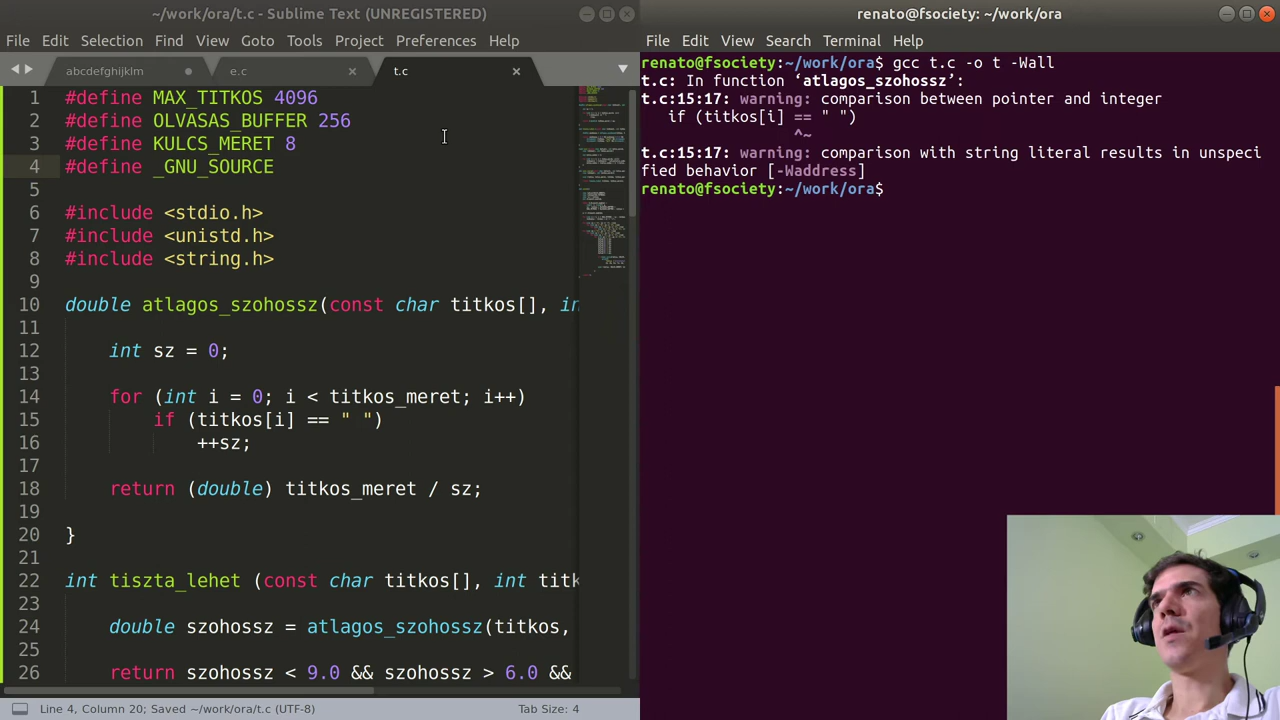 ~/work/ora/t.c - Sublime Text (UNREGISTERED)
File Edit Selection Find View Goto Tools Project Preferences Help
abcdefghijklm e.c t.c
1 #define MAX_TITKOS 4096
2 #define OLVASAS_BUFFER 256
3 #define KULCS_MERET 8
4 #define _GNU_SOURCE
5
6 #include <stdio.h>
7 #include <unistd.h>
8 #include <string.h>
9
10 double atlagos_szohossz(const char titkos[], in
11
12 int sz = 0;
13
14 for (int i = 0; i < titkos_meret; i++)
15 if (titkos[i] == " ")
16 ++sz;
17
18 return (double) titkos_meret / sz;
19
20 }
21
22 int tiszta_lehet (const char titkos[], int titk
23
24 double szohossz = atlagos_szohossz(titkos,
25
26 return szohossz < 9.0 && szohossz > 6.0 &&
Line 4, Column 20; Saved ~/work/ora/t.c (UTF-8) Tab Size: 4
renato@fsociety: ~/work/ora
File Edit View Search Terminal Help
renato@fsociety:~/work/ora$ gcc t.c -o t -Wall
t.c: In function ‘atlagos_szohossz’:
t.c:15:17: warning: comparison between pointer and integer
if (titkos[i] == " ")
^~
t.c:15:17: warning: comparison with string literal results in unspeci
fied behavior [-Waddress]
renato@fsociety:~/work/ora$